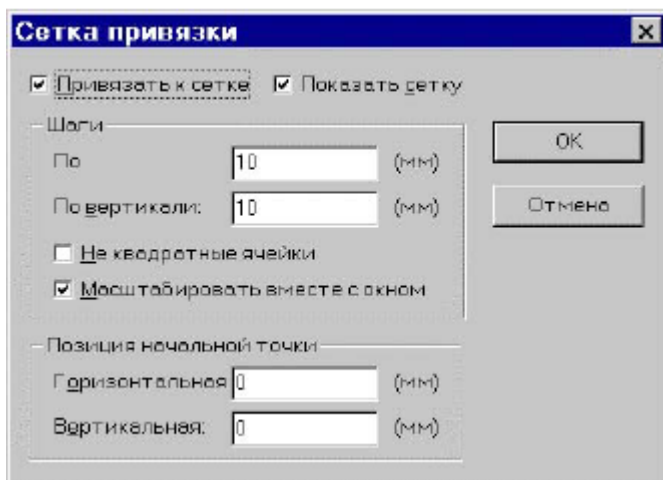 Сетка привязки
Привязать к сетке Показать сетку
Шаги
По 10 (мм)
OK
По вертикали: 10 (мм)
Отмена
Не квадратные ячейки
Масштабировать вместе с окном
Позиция начальной точки
Горизонтальная 0 (мм)
Вертикальная: 0 (мм)